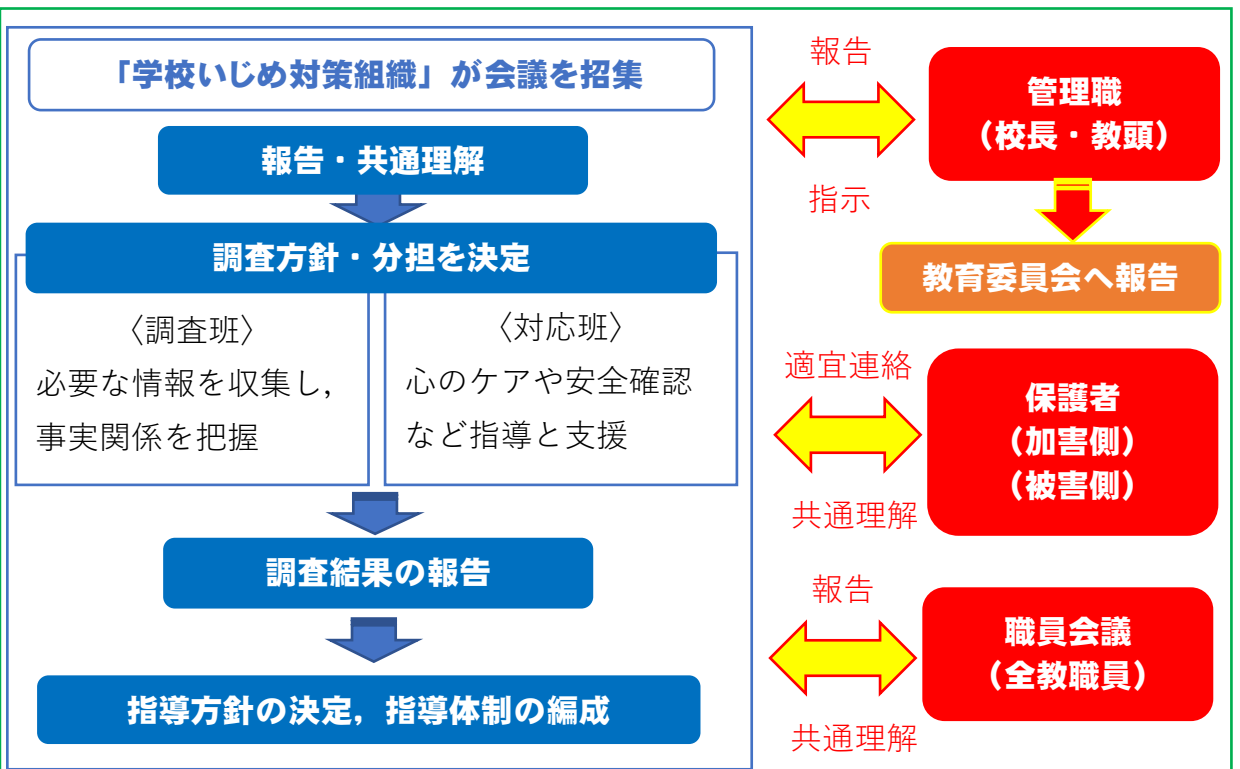 「学校いじめ対策組織」が会議を招集
報告・共通理解
調査方針・分担を決定
〈調査班〉
必要な情報を収集し，
事実関係を把握
〈対応班〉
心のケアや安全確認
など指導と支援
調査結果の報告
指導方針の決定，指導体制の編成
報告
指示
管理職
（校長・教頭）
教育委員会へ報告
適宜連絡
共通理解
保護者
（加害側）
（被害側）
報告
共通理解
職員会議
（全教職員）